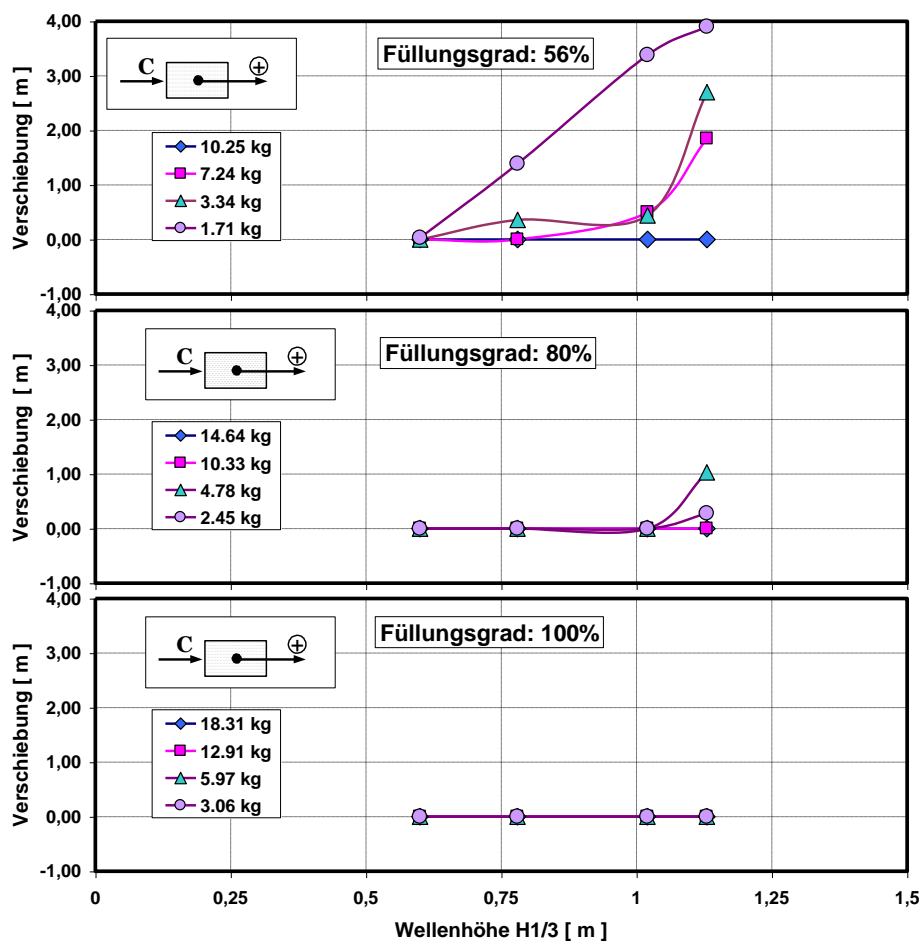 4,00
3,00
2,00
1,00
0,00
-1,00
Verschiebung [ m ]
C
+
Füllungsgrad: 56%
10.25 kg
7.24 kg
3.34 kg
1.71 kg
4,00
3,00
2,00
1,00
0,00
-1,00
Verschiebung [ m ]
C
+
Füllungsgrad: 80%
14.64 kg
10.33 kg
4.78 kg
2.45 kg
4,00
3,00
2,00
1,00
0,00
-1,00
Verschiebung [ m ]
C
+
Füllungsgrad: 100%
18.31 kg
12.91 kg
5.97 kg
3.06 kg
0 0,25 0,5 0,75 1 1,25 1,5
Wellenhöhe H1/3 [ m ]